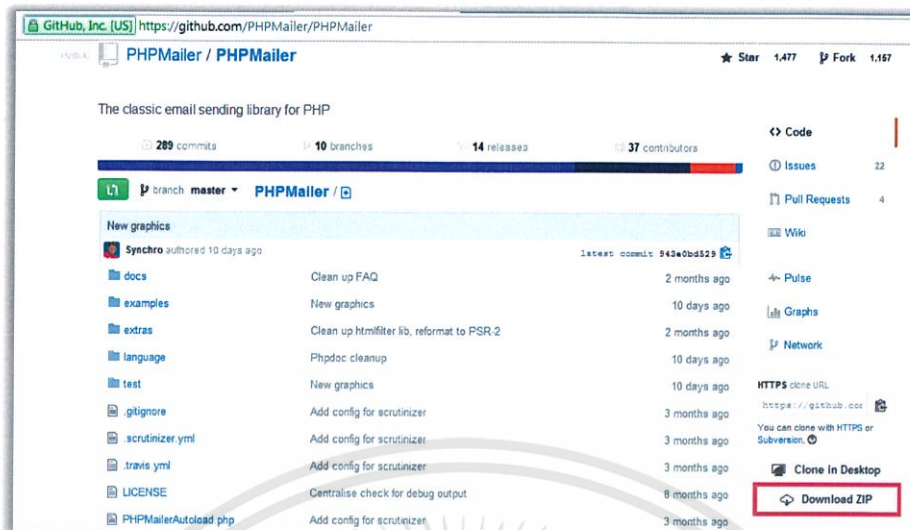 GitHub, Inc. [US] https://github.com/PHPMailer/PHPMailer
PUBLIC PHPMailer / PHPMailer
Star 1,477 Fork 1,157
The classic email sending library for PHP
289 commits 10 branches 14 releases 37 contributors
branch master PHPMailer /
New graphics
Synchro authored 10 days ago latest commit 943e0bd529
docs Clean up FAQ 2 months ago
examples New graphics 10 days ago
extras Clean up htmlfilter lib, reformat to PSR-2 2 months ago
language Phpdoc cleanup 10 days ago
test New graphics 10 days ago
.gitignore Add config for scrutinizer 3 months ago
.scrutinizer.yml Add config for scrutinizer 3 months ago
.travis.yml Add config for scrutinizer 3 months ago
LICENSE Centralise check for debug output 8 months ago
PHPMailerAutoload.php Add config for scrutinizer 3 months ago
Code
Issues 22
Pull Requests 4
Wiki
Pulse
Graphs
Network
HTTPS clone URL
https://github.cor
You can clone with HTTPS or
Subversion.
Clone in Desktop
Download ZIP